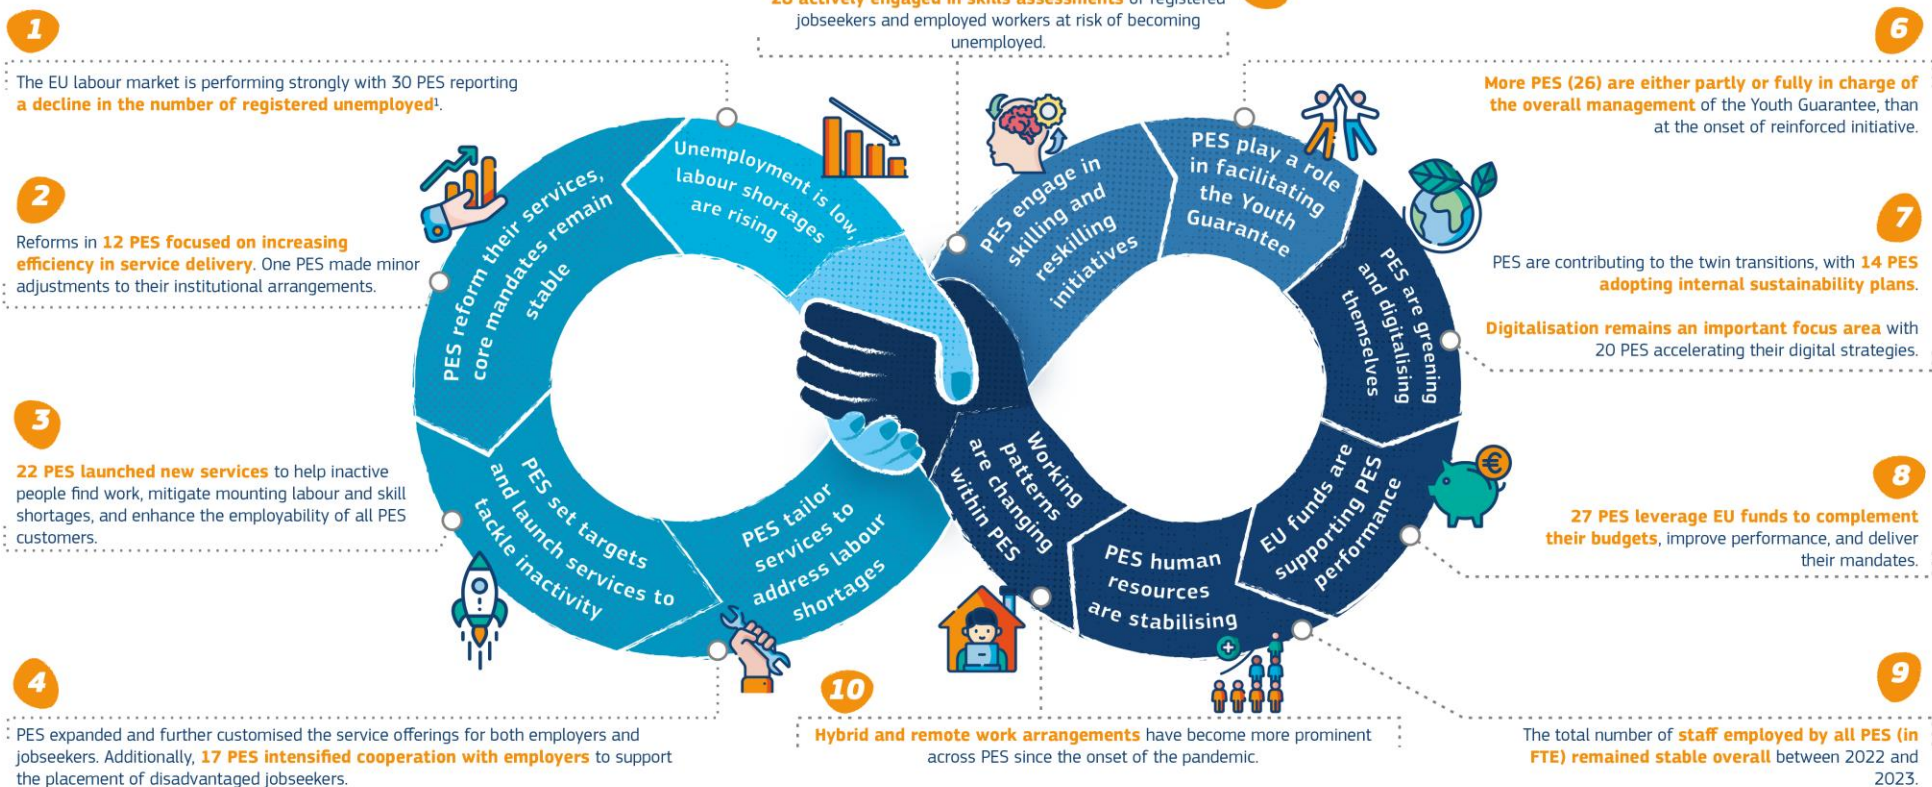 1
The EU labour market is performing strongly with 30 PES reporting
a decline in the number of registered unemployed¹.
2
Reforms in 12 PES focused on increasing
efficiency in service delivery. One PES made minor
adjustments to their institutional arrangements.
3
22 PES launched new services to help inactive
people find work, mitigate mounting labour and skill
shortages, and enhance the employability of all PES
customers.
4
PES expanded and further customised the service offerings for both employers and
jobseekers. Additionally, 17 PES intensified cooperation with employers to support
the placement of disadvantaged jobseekers.
actively engaged in skills assessments of registered
jobseekers and employed workers at risk of becoming
unemployed.
6
More PES (26) are either partly or fully in charge of
the overall management of the Youth Guarantee, than
at the onset of reinforced initiative.
7
PES are contributing to the twin transitions, with 14 PES
adopting internal sustainability plans.
Digitalisation remains an important focus area with
20 PES accelerating their digital strategies.
8
27 PES leverage EU funds to complement
their budgets, improve performance, and deliver
their mandates.
9
The total number of staff employed by all PES (in
FTE) remained stable overall between 2022 and
2023.
10
Hybrid and remote work arrangements have become more prominent
across PES since the onset of the pandemic.
Unemployment is low,
labour shortages
are rising
PES reform their services,
core mandates remain
stable
PES set targets
and launch services to
tackle inactivity
PES tailor
services to
address labour
shortages
PES engage in
skilling and
reskilling
initiatives
PES play a role
in facilitating
the Youth
Guarantee
PES are greening
and digitalising
themselves
EU funds are
supporting PES
performance
€
PES human
resources
are stabilising
Working
patterns
are changing
within PES